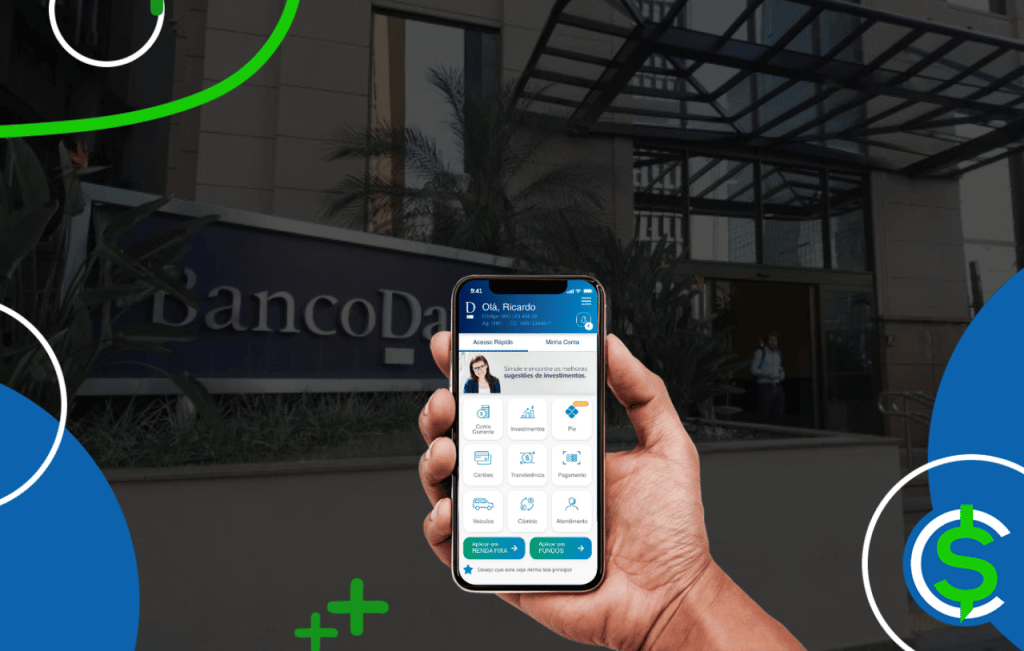 BancoDa
9:41
D
Olá, Ricardo
Acesso Rápido
Minha Conta
Simule e encontre as melhores
sugestões de investimentos.
Conta
Corrente
Investimentos
Pix
Cartões
Transferência
Pagamento
Veículos
Câmbio
Atendimento
Aplicar em
RENDA FIXA
Aplicar em
FUNDOS
Desejo que esta seja minha tela principal
$